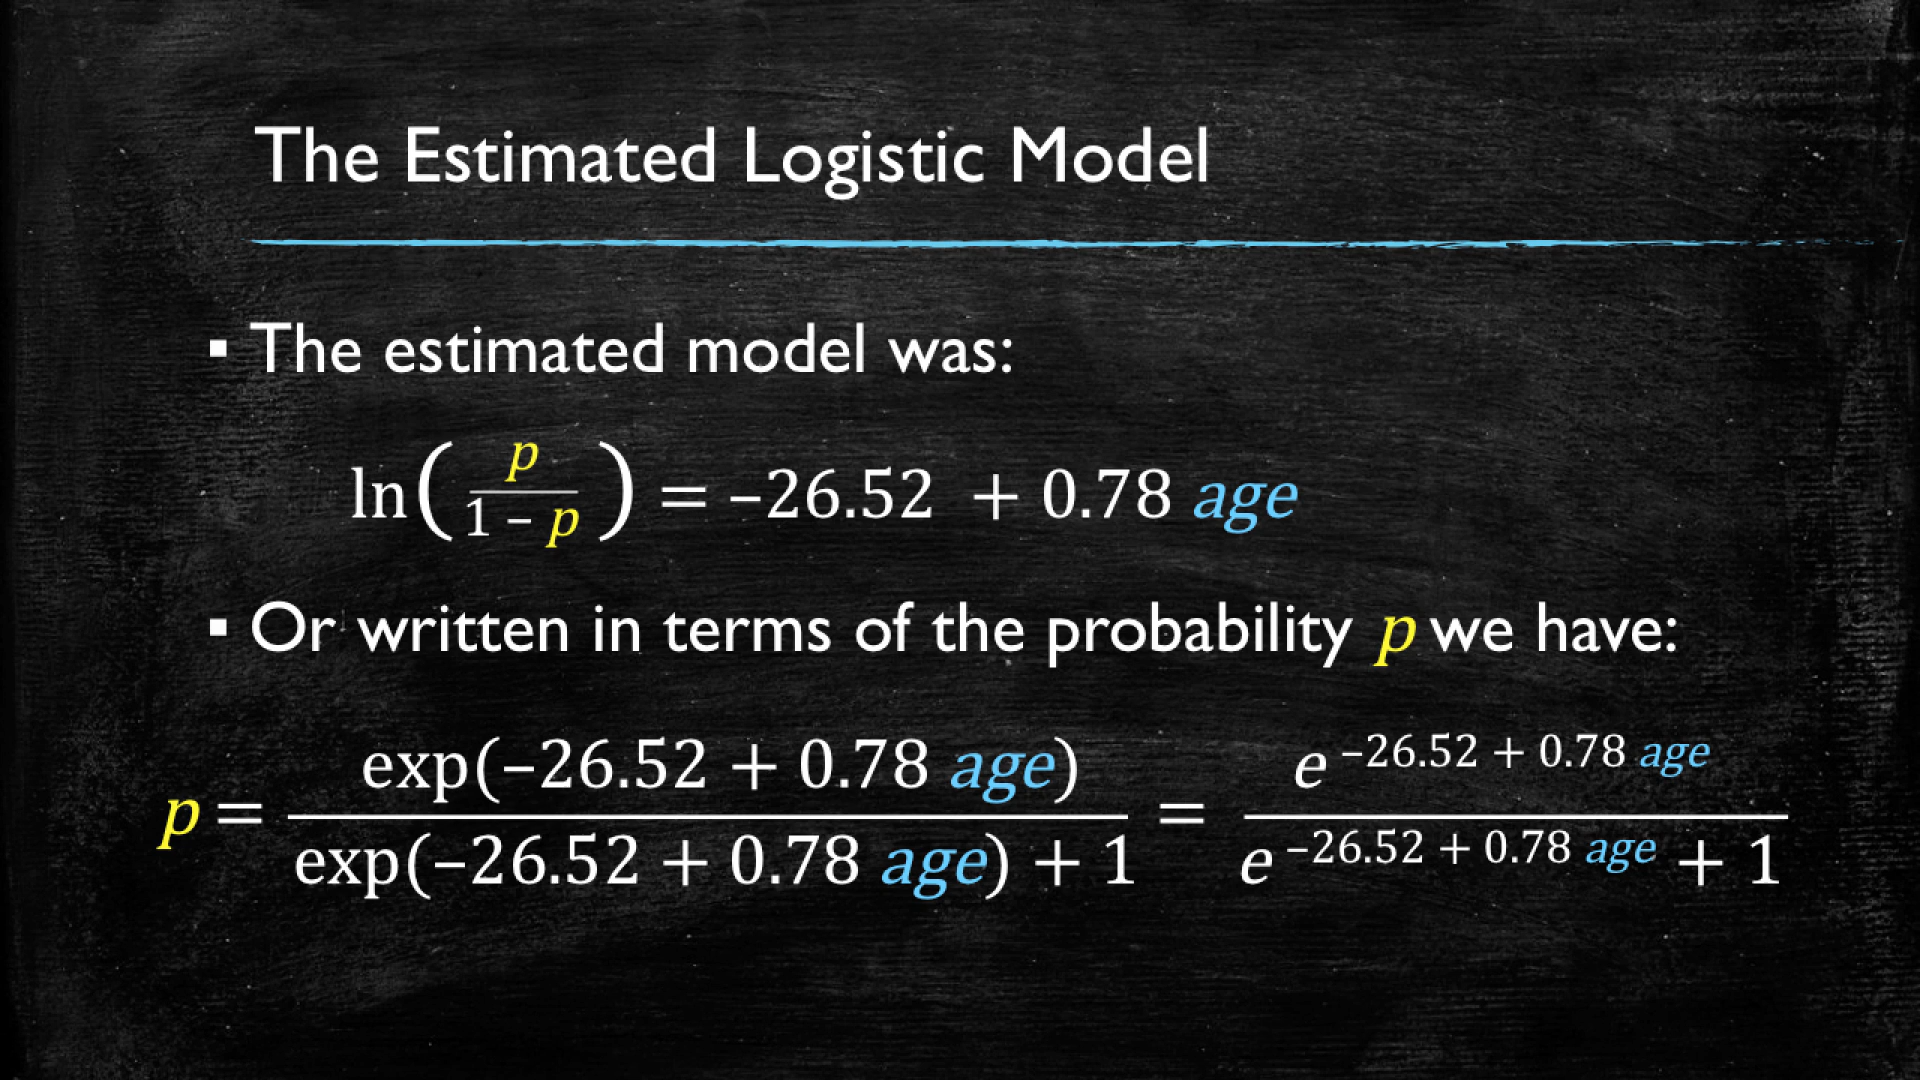 The Estimated Logistic Model
▪ The estimated model was:
ln(p / 1 – p) = –26.52 + 0.78 age
▪ Or written in terms of the probability p we have:
p = exp(–26.52 + 0.78 age) / exp(–26.52 + 0.78 age) + 1 = e^–26.52 + 0.78 age / e^–26.52 + 0.78 age + 1